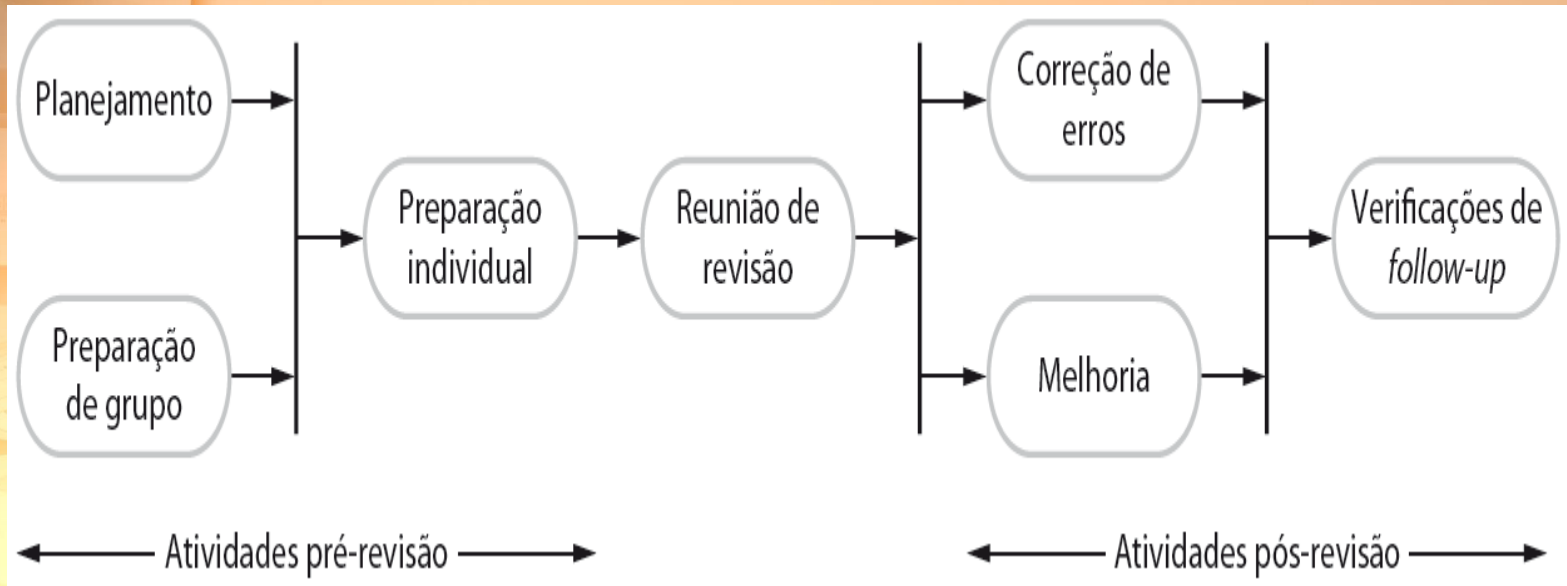 Planejamento
Preparação
de grupo
Preparação
individual
Reunião de
revisão
Correção de
erros
Melhoria
Verificações de
follow-up
Atividades pré-revisão
Atividades pós-revisão